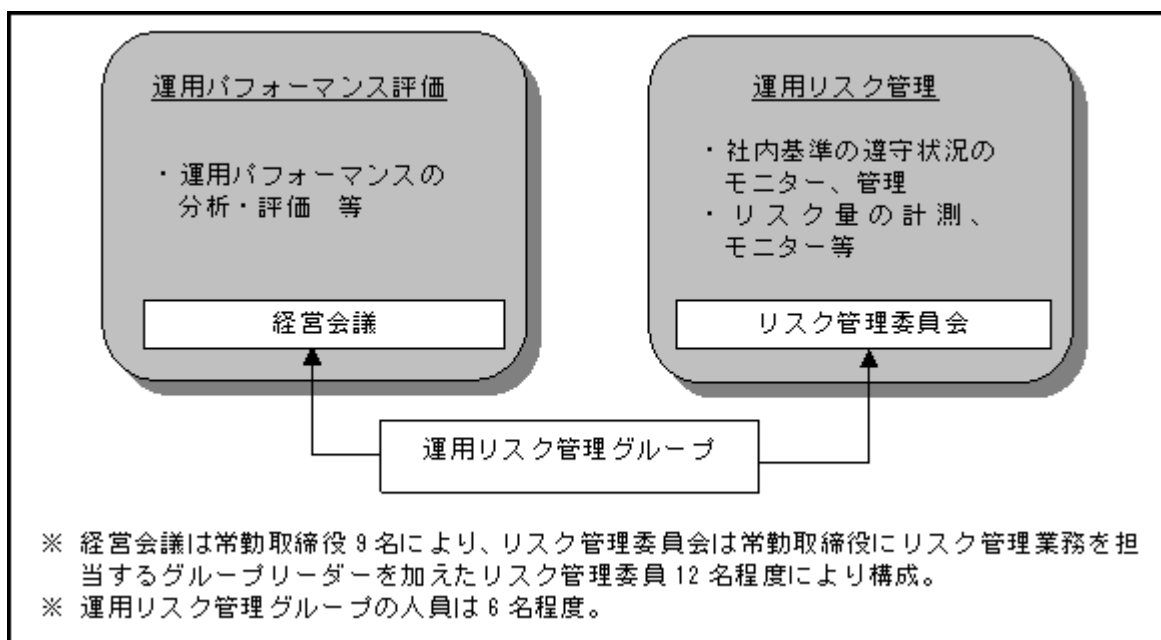 運用パフォーマンス評価
・運用パフォーマンスの
分析・評価　等
経営会議
運用リスク管理
・社内基準の遵守状況の
モニター、管理
・リスク量の計測、
モニター等
リスク管理委員会
運用リスク管理グループ
※ 経営会議は常勤取締役9名により、リスク管理委員会は常勤取締役にリスク管理業務を担
当するグループリーダーを加えたリスク管理委員12名程度により構成。
※ 運用リスク管理グループの人員は6名程度。